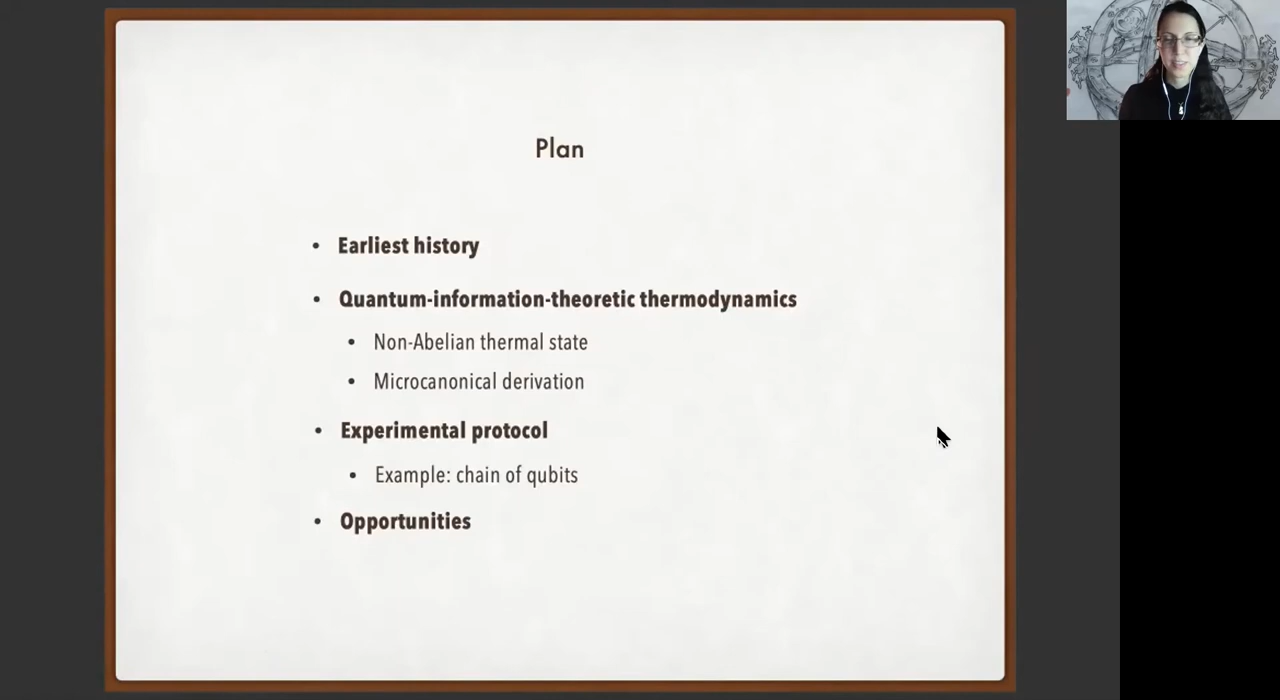 Plan
• Earliest history
• Quantum-information-theoretic thermodynamics
• Non-Abelian thermal state
• Microcanonical derivation
• Experimental protocol
• Example: chain of qubits
• Opportunities